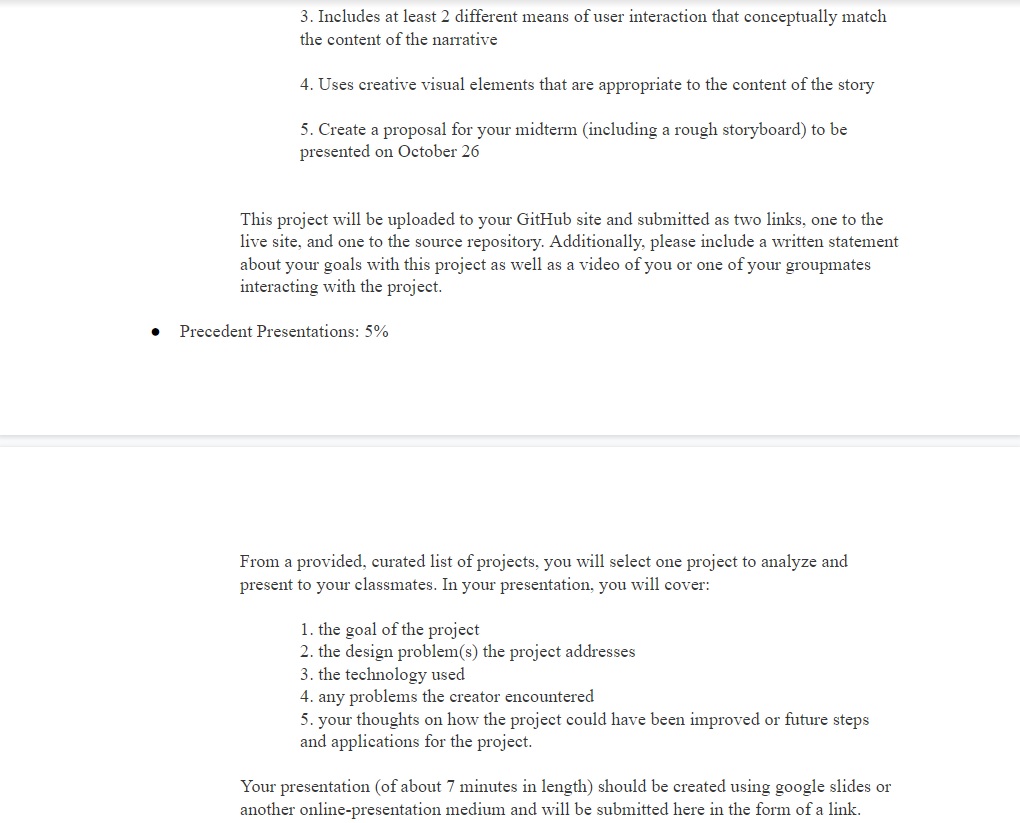 3. Includes at least 2 different means of user interaction that conceptually match
the content of the narrative
4. Uses creative visual elements that are appropriate to the content of the story
5. Create a proposal for your midterm (including a rough storyboard) to be
presented on October 26
This project will be uploaded to your GitHub site and submitted as two links, one to the
live site, and one to the source repository. Additionally, please include a written statement
about your goals with this project as well as a video of you or one of your groupmates
interacting with the project.
● Precedent Presentations: 5%
From a provided, curated list of projects, you will select one project to analyze and
present to your classmates. In your presentation, you will cover:
1. the goal of the project
2. the design problem(s) the project addresses
3. the technology used
4. any problems the creator encountered
5. your thoughts on how the project could have been improved or future steps
and applications for the project.
Your presentation (of about 7 minutes in length) should be created using google slides or
another online-presentation medium and will be submitted here in the form of a link.